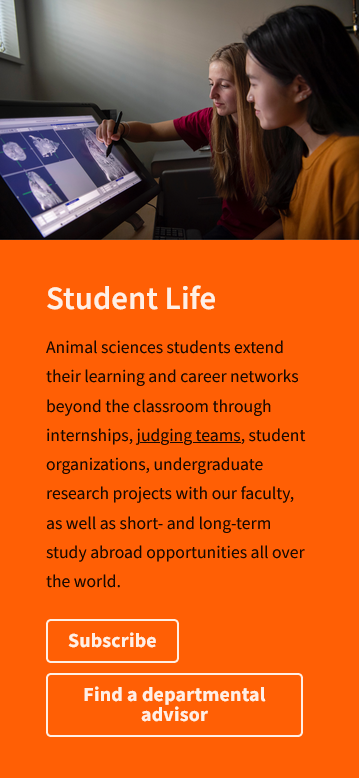 Student Life
Animal sciences students extend
their learning and career networks
beyond the classroom through
internships, judging teams, student
organizations, undergraduate
research projects with our faculty,
as well as short- and long-term
study abroad opportunities all over
the world.
Subscribe
Find a departmental
advisor